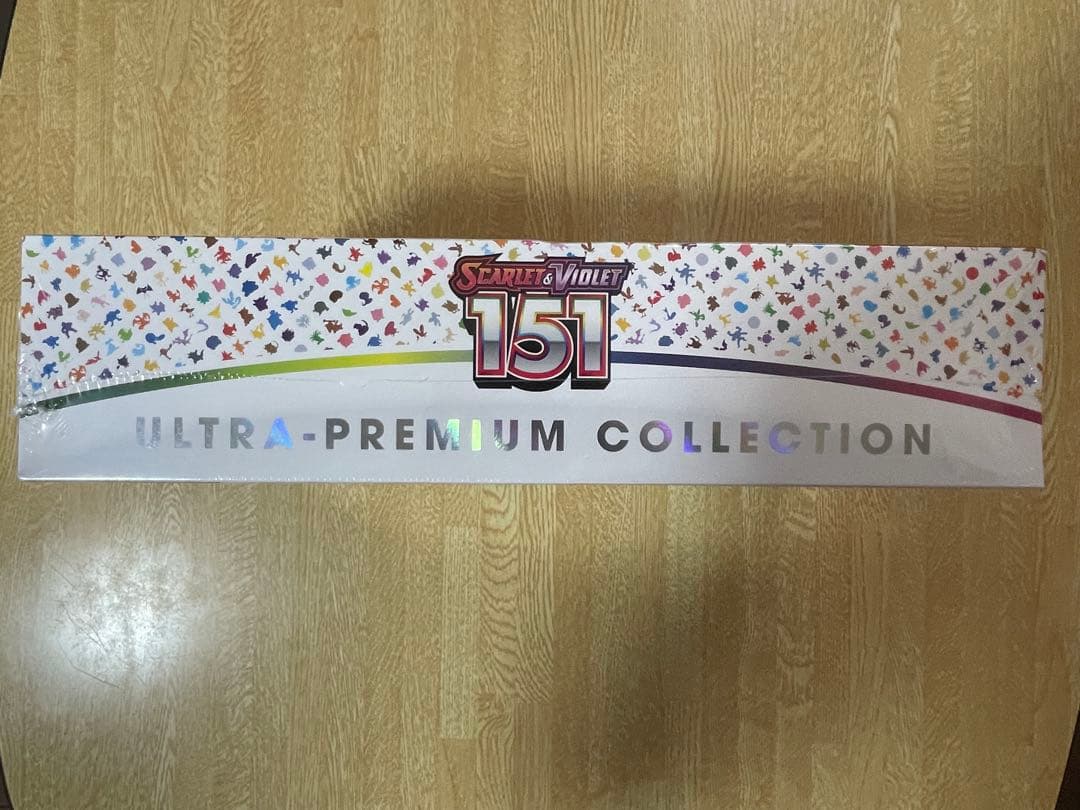 SCARLET & VIOLET
151
ULTRA-PREMIUM COLLECTION